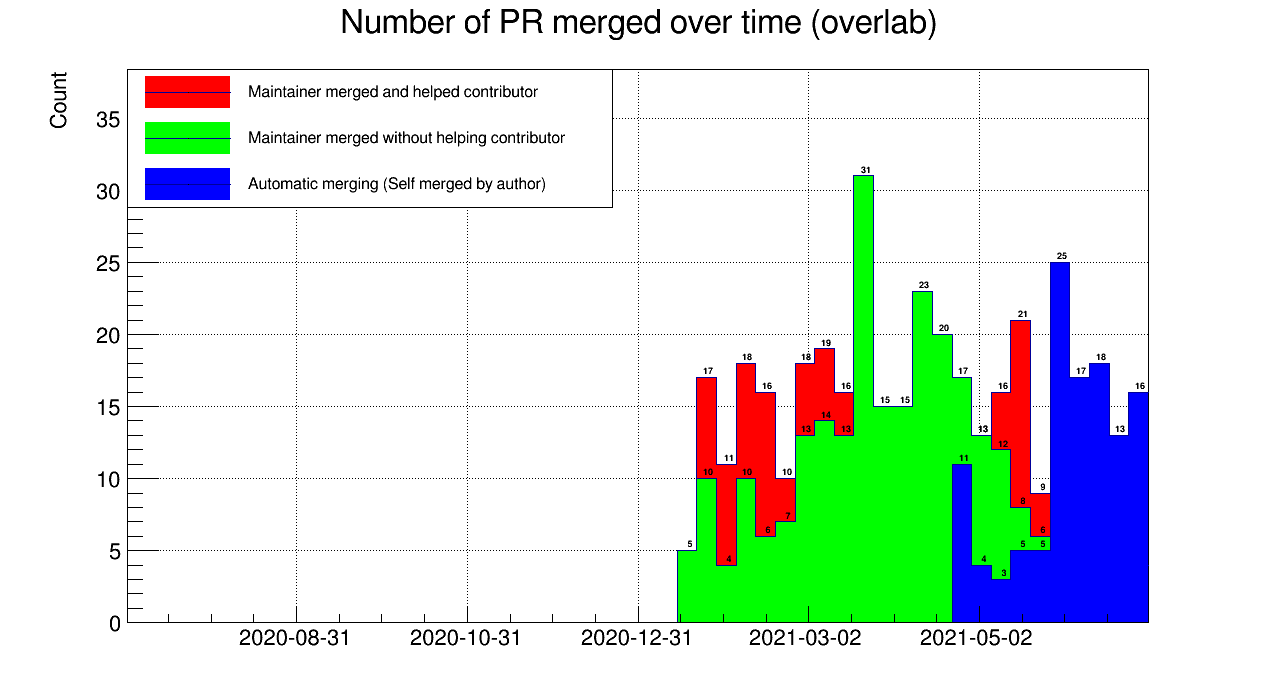 Number of PR merged over time (overlab)
Count
Maintainer merged and helped contributor
Maintainer merged without helping contributor
Automatic merging (Self merged by author)
35
30
25
20
15
10
5
0
31
25
23
21
20
19
18 18 18
17 17 17
16 16 16 16
15 15
14
13 13 13 13
12
11 11
10 10 10
9
8
7
6 6
5 5 5
4 4
3
2020-08-31 2020-10-31 2020-12-31 2021-03-02 2021-05-02